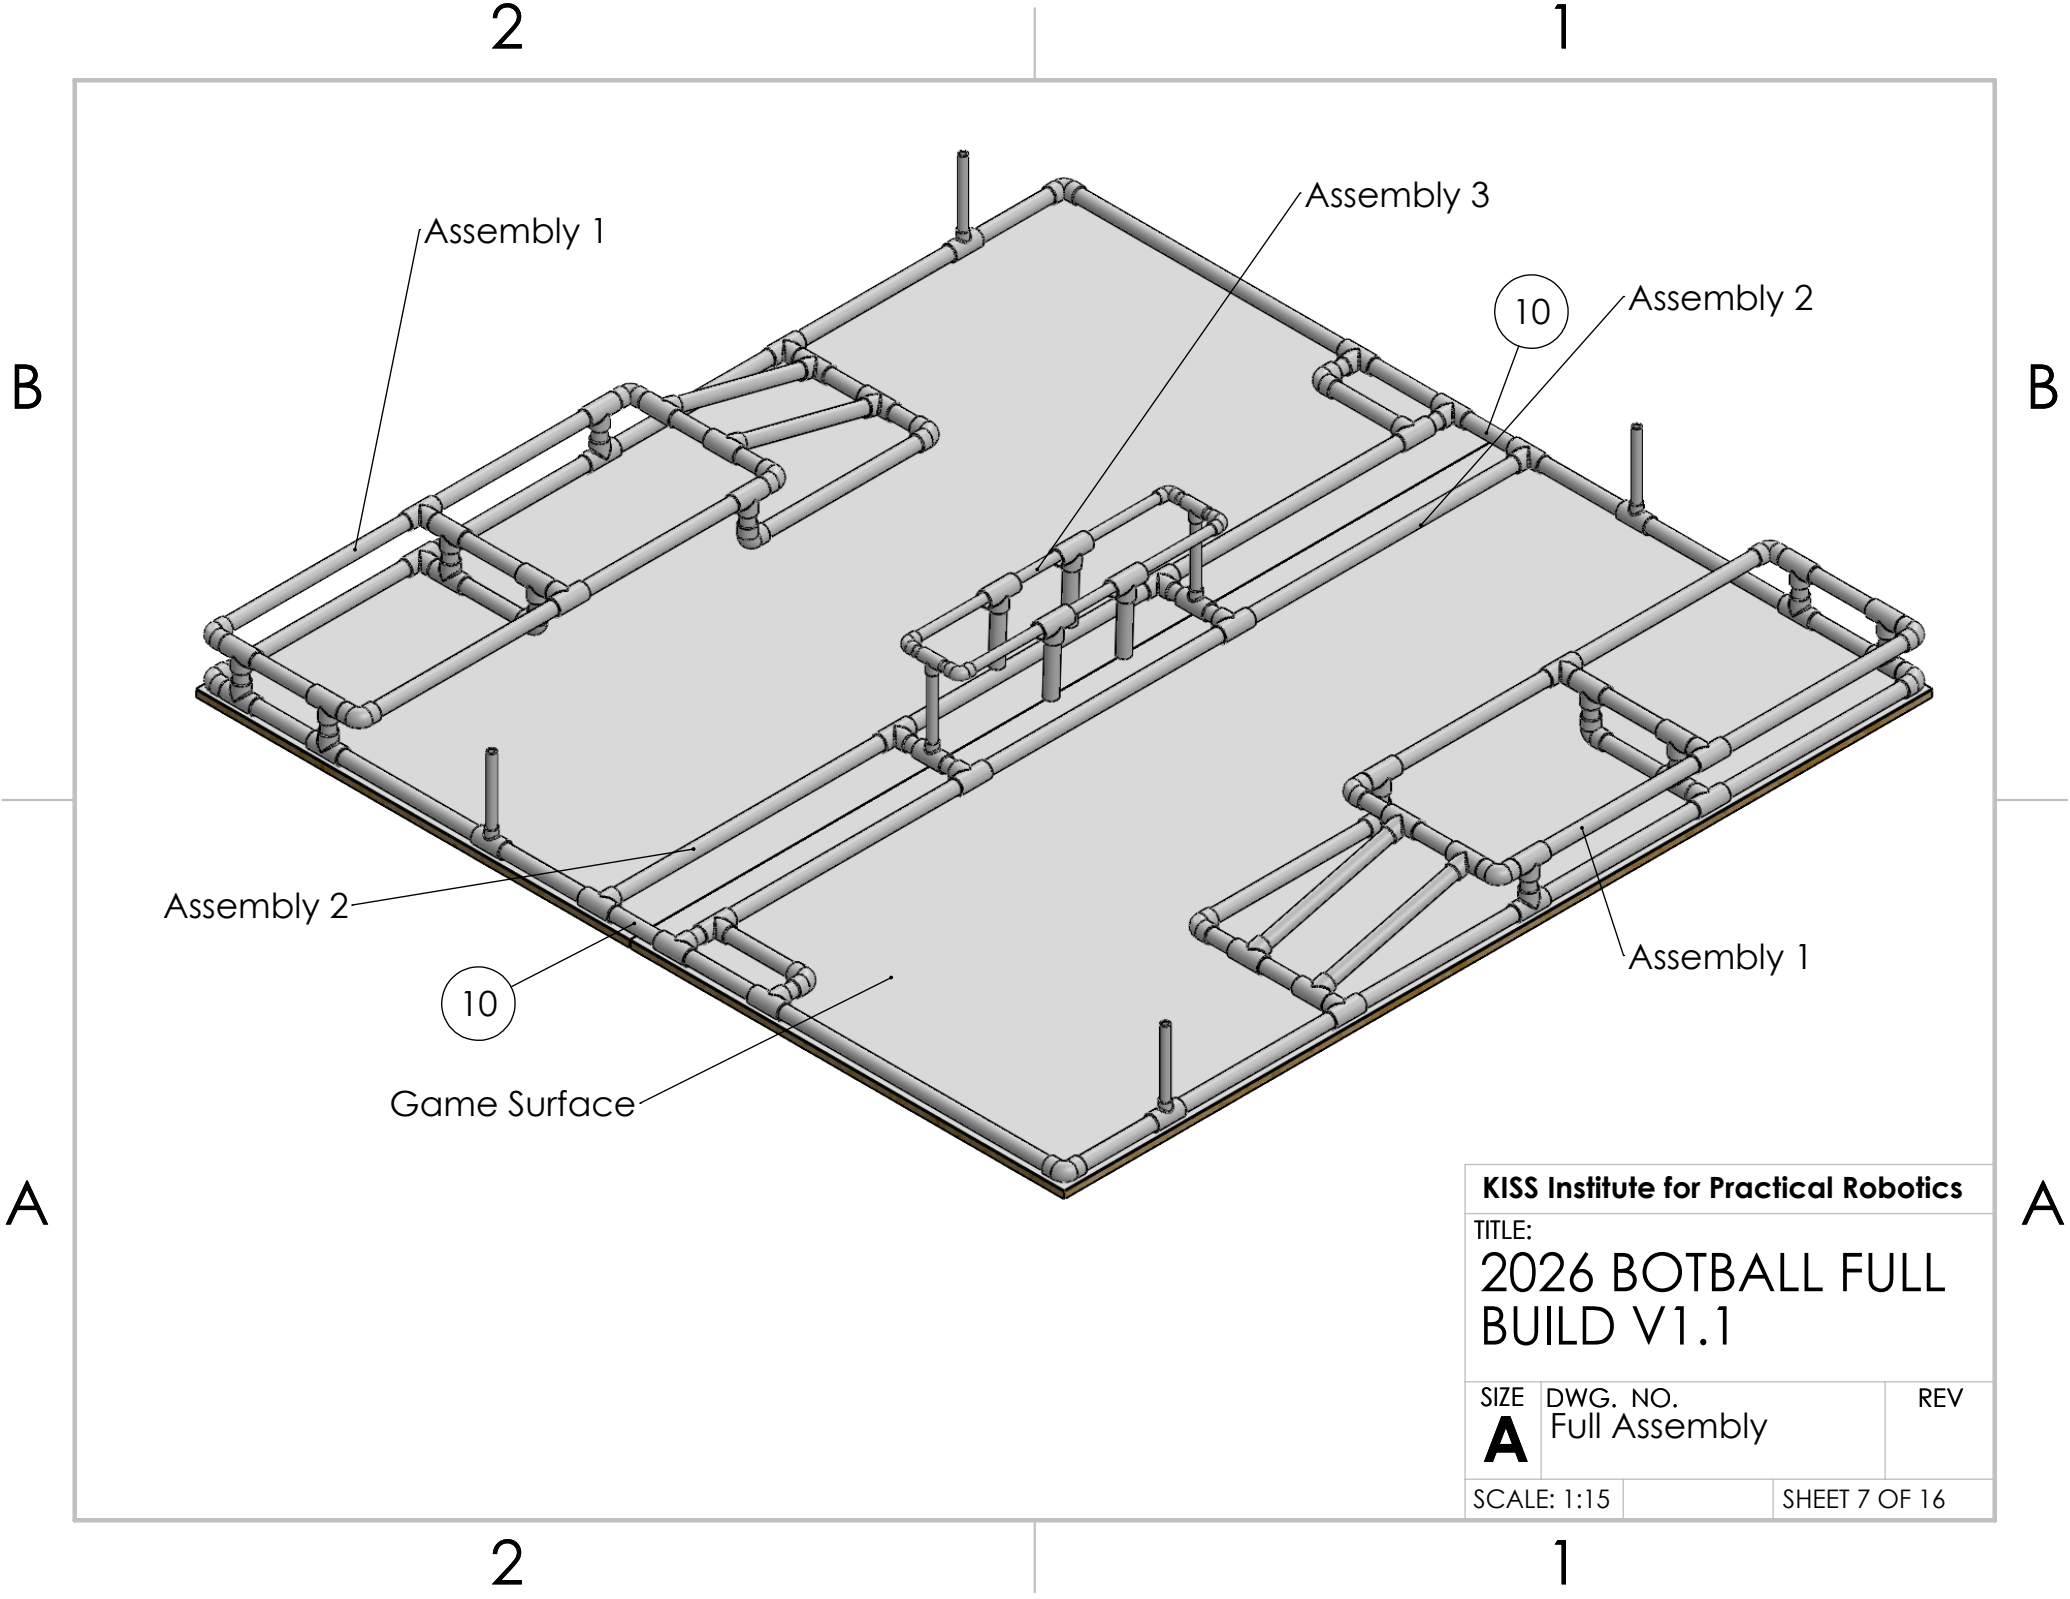 2
1
Assembly 1
Assembly 3
Assembly 2
10
B
B
Assembly 2
10
Assembly 1
Game Surface
A
A
KISS Institute for Practical Robotics
TITLE:
2026 BOTBALL FULL
BUILD V1.1
SIZE
DWG. NO.
REV
A
Full Assembly
SCALE: 1:15
SHEET 7 OF 16
2
1